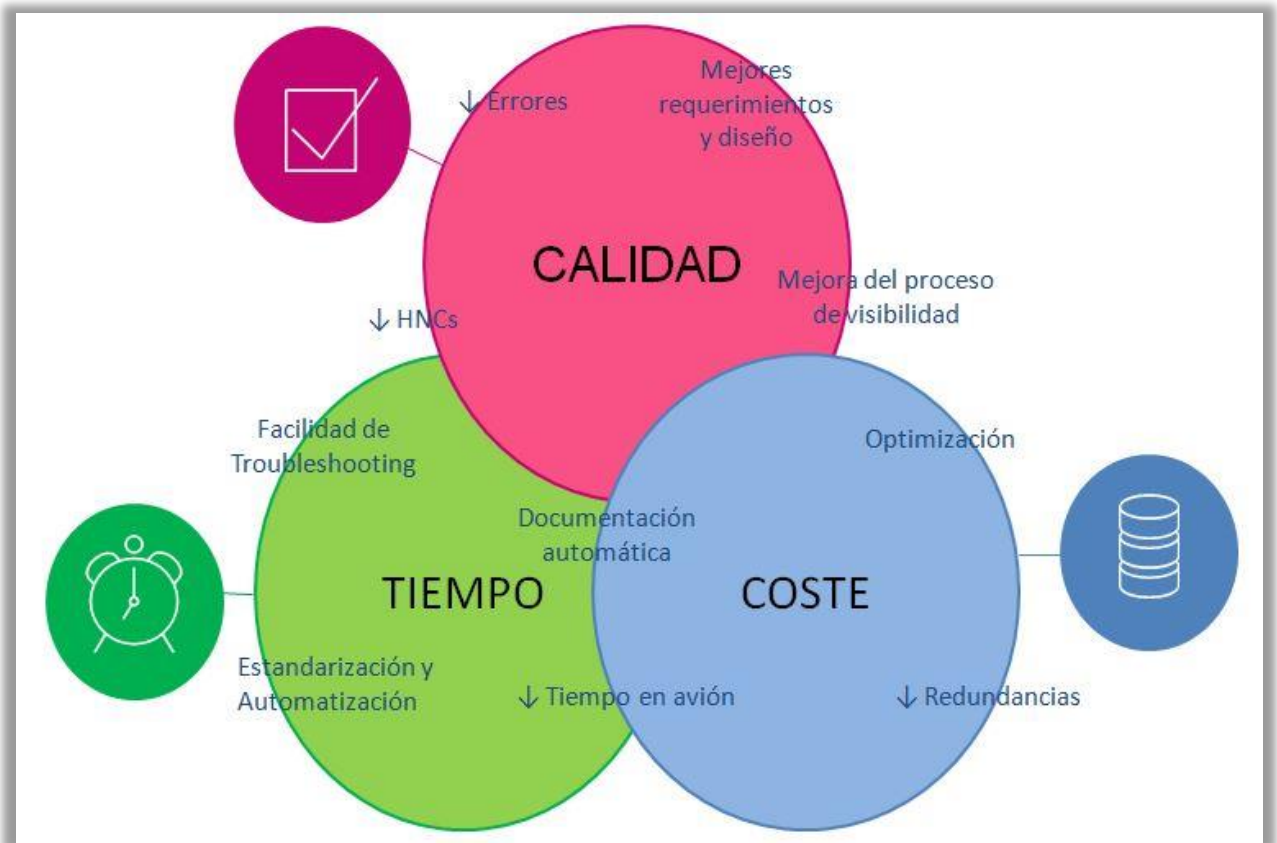 Mejores
requerimientos
y diseño
↓ Errores
CALIDAD
Mejora del proceso
de visibilidad
↓ HNCs
Facilidad de
Troubleshooting
Optimización
Documentación
automática
TIEMPO
COSTE
Estandarización y
Automatización
↓ Tiempo en avión
↓ Redundancias